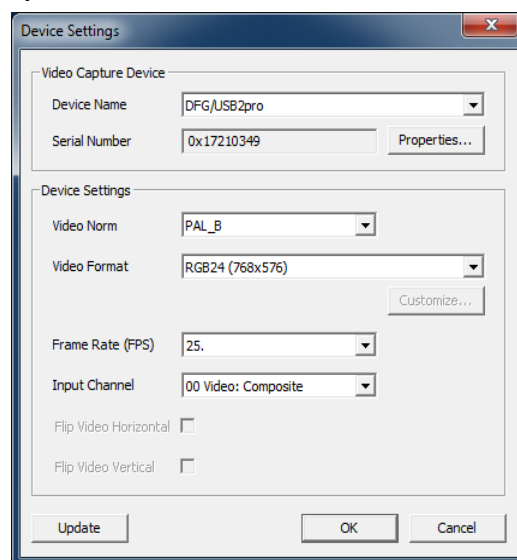 Device Settings
Video Capture Device
Device Name DFG/USB2pro
Serial Number 0x17210349 Properties...
Device Settings
Video Norm PAL_B
Video Format RGB24 (768x576)
Customize...
Frame Rate (FPS) 25.
Input Channel 00 Video: Composite
Flip Video Horizontal
Flip Video Vertical
Update OK Cancel